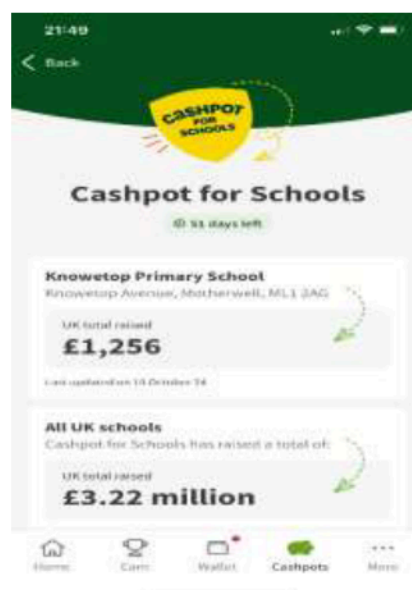 21:49
Back
CASHPOT
FOR
SCHOOLS
Cashpot for Schools
51 days left
Knowetop Primary School
Knowetop Avenue, Motherwell, ML1 2AG
UK total raised
£1,256
Last updated on 10 October 24
All UK schools
Cashpot for Schools has raised a total of:
UK total raised
£3.22 million
Home Earn Wallet Cashpots More